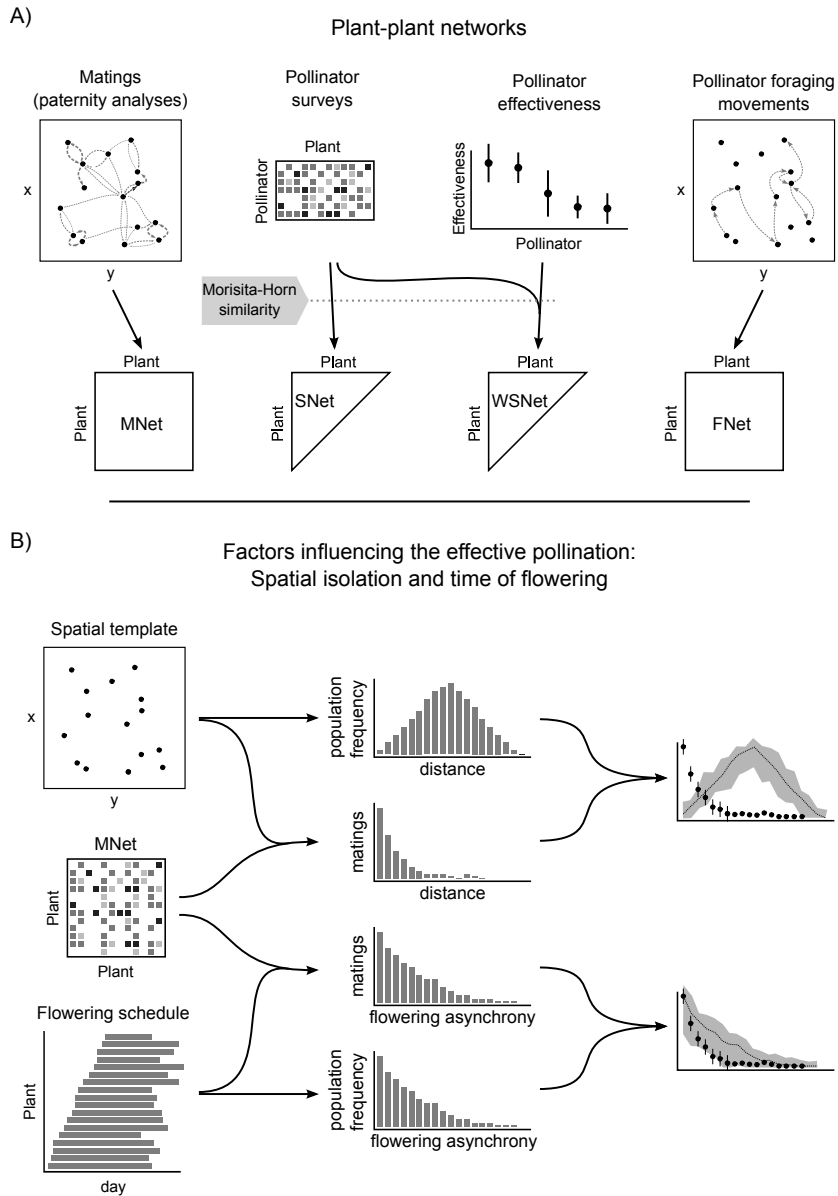 A)
Plant-plant networks
Matings
(paternity analyses)
x
y
Pollinator
surveys
Plant
Pollinator
Pollinator
effectiveness
Effectiveness
Pollinator
Pollinator foraging
movements
x
y
Morisita-Horn
similarity
Plant
Plant
MNet
Plant
Plant
SNet
Plant
Plant
WSNet
Plant
Plant
FNet
B)
Factors influencing the effective pollination:
Spatial isolation and time of flowering
Spatial template
x
y
MNet
Plant
Plant
Flowering schedule
Plant
day
population
frequency
distance
matings
distance
matings
flowering asynchrony
population
frequency
flowering asynchrony